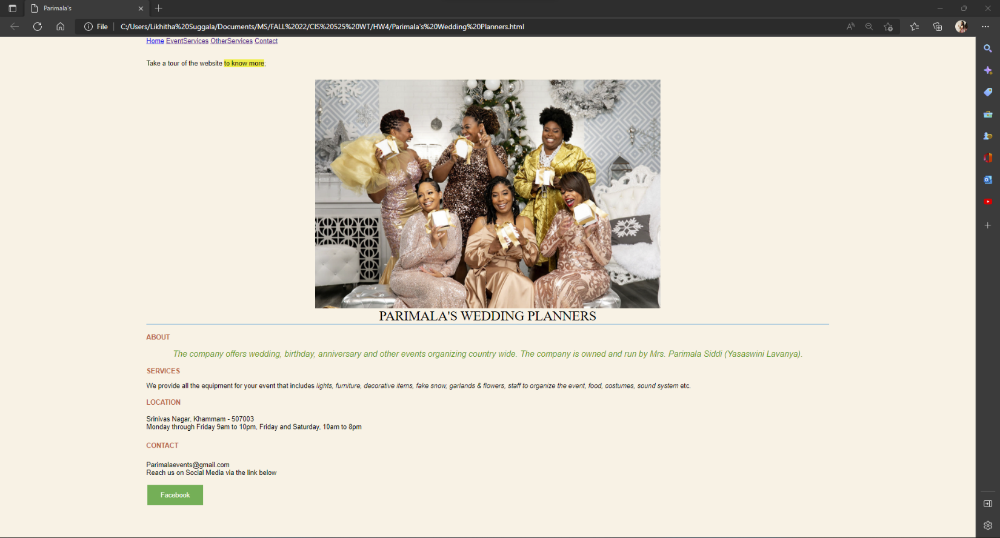 Parimala's
File
C:/Users/Likhitha%20Suggala/Documents/MS/FALL%2022/CIS%20525%20WT/HW4/Parimala's%20Wedding%20Planners.html
Home EventServices OtherServices Contact
Take a tour of the website to know more;
PARIMALA'S WEDDING PLANNERS
ABOUT
The company offers wedding, birthday, anniversary and other events organizing country wide. The company is owned and run by Mrs. Parimala Siddi (Yasaswini Lavanya).
SERVICES
We provide all the equipment for your event that includes lights, furniture, decorative items, fake snow, garlands & flowers, staff to organize the event, food, costumes, sound system etc.
LOCATION
Srinivas Nagar, Khammam - 507003
Monday through Friday 9am to 10pm, Friday and Saturday, 10am to 8pm
CONTACT
Parimalaevents@gmail.com
Reach us on Social Media via the link below
Facebook